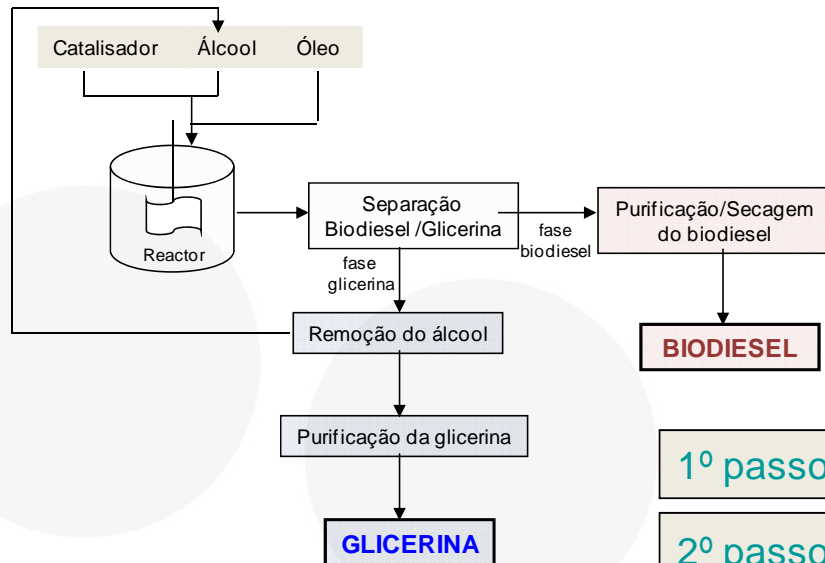 Catalisador Álcool Óleo
Reactor
Separação
Biodiesel /Glicerina
fase
biodiesel
Purificação/Secagem
do biodiesel
fase
glicerina
Remoção do álcool
BIODIESEL
Purificação da glicerina
1º passo
GLICERINA
2º passo